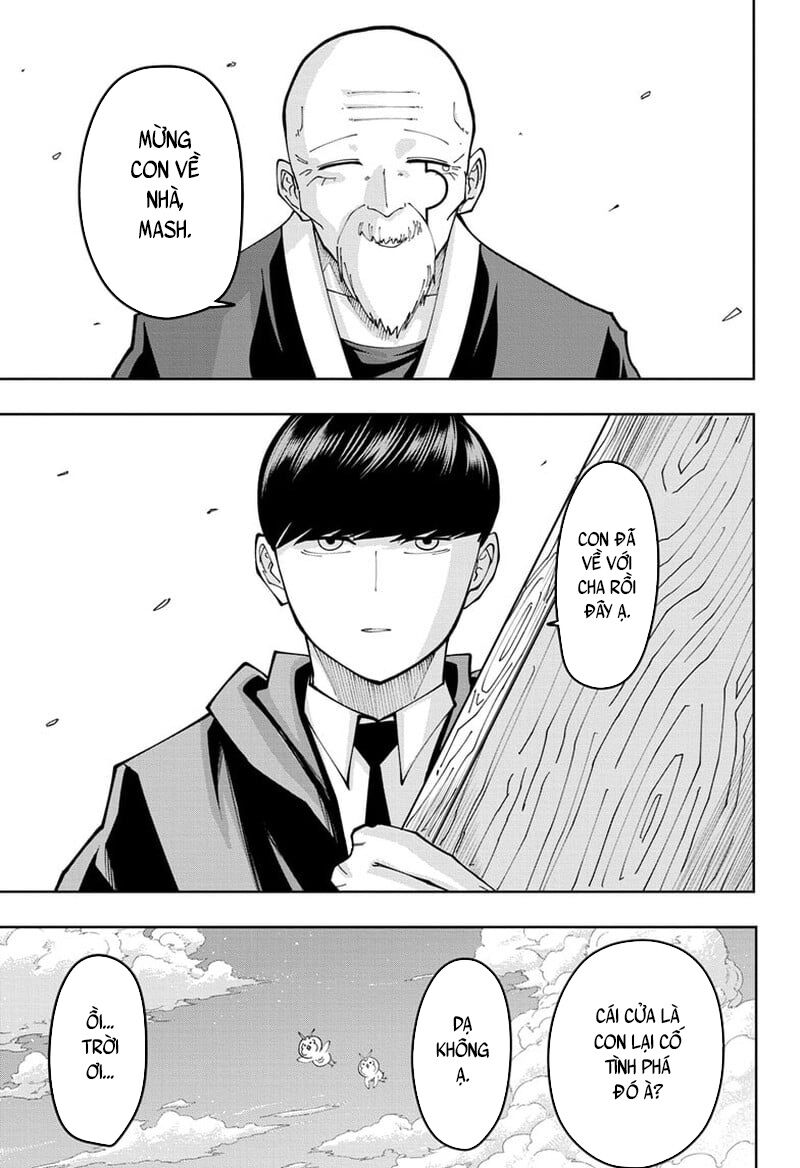 MỪNG
CON VỀ
NHÀ,
MASH.
CON ĐÃ
VỀ VỚI
CHA RỒI
ĐÂY Ạ.
CÁI CỬA LÀ
CON LẠI CỐ
TÌNH PHÁ
ĐÓ À?
DẠ
KHÔNG
Ạ.
ỒI...
TRỜI
ƠI...